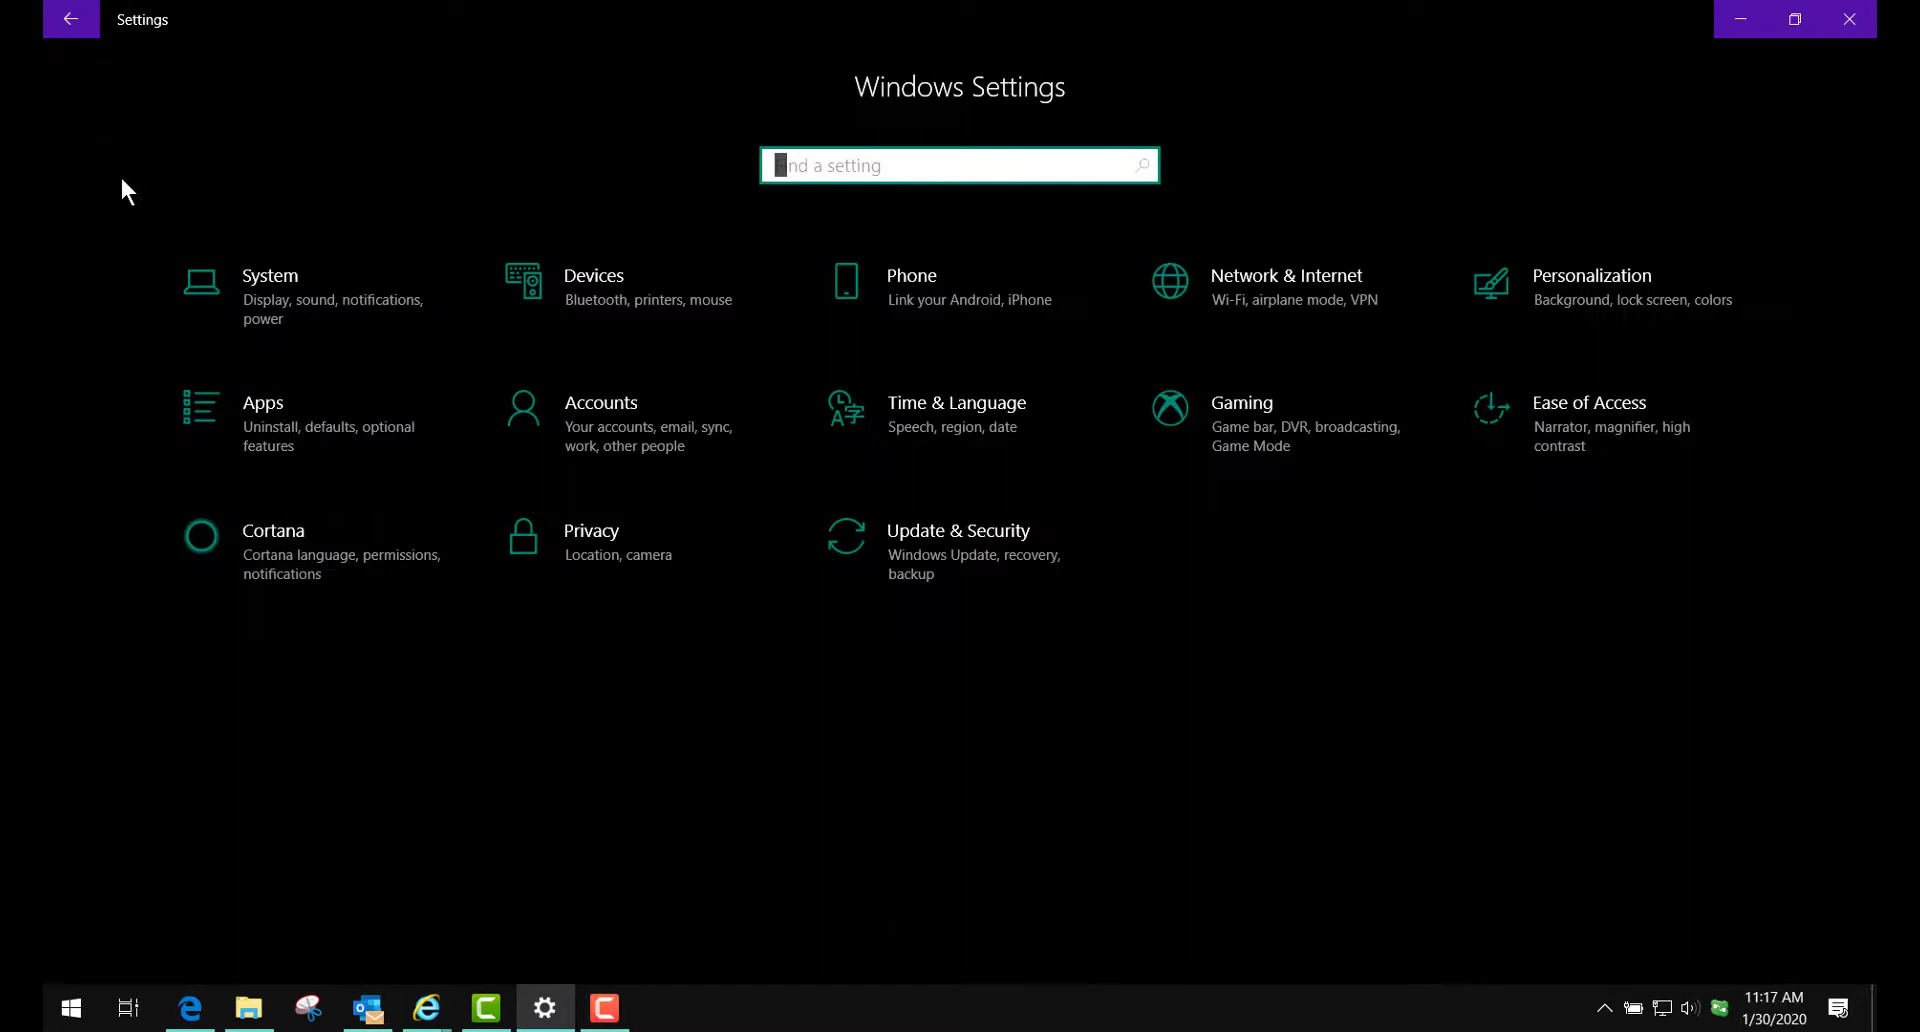 Settings
Windows Settings
nd a setting
System
Display, sound, notifications,
power
Devices
Bluetooth, printers, mouse
Phone
Link your Android, iPhone
Network & Internet
Wi-Fi, airplane mode, VPN
Personalization
Background, lock screen, colors
Apps
Uninstall, defaults, optional
features
Accounts
Your accounts, email, sync,
work, other people
Time & Language
Speech, region, date
Gaming
Game bar, DVR, broadcasting,
Game Mode
Ease of Access
Narrator, magnifier, high
contrast
Cortana
Cortana language, permissions,
notifications
Privacy
Location, camera
Update & Security
Windows Update, recovery,
backup
11:17 AM
1/30/2020